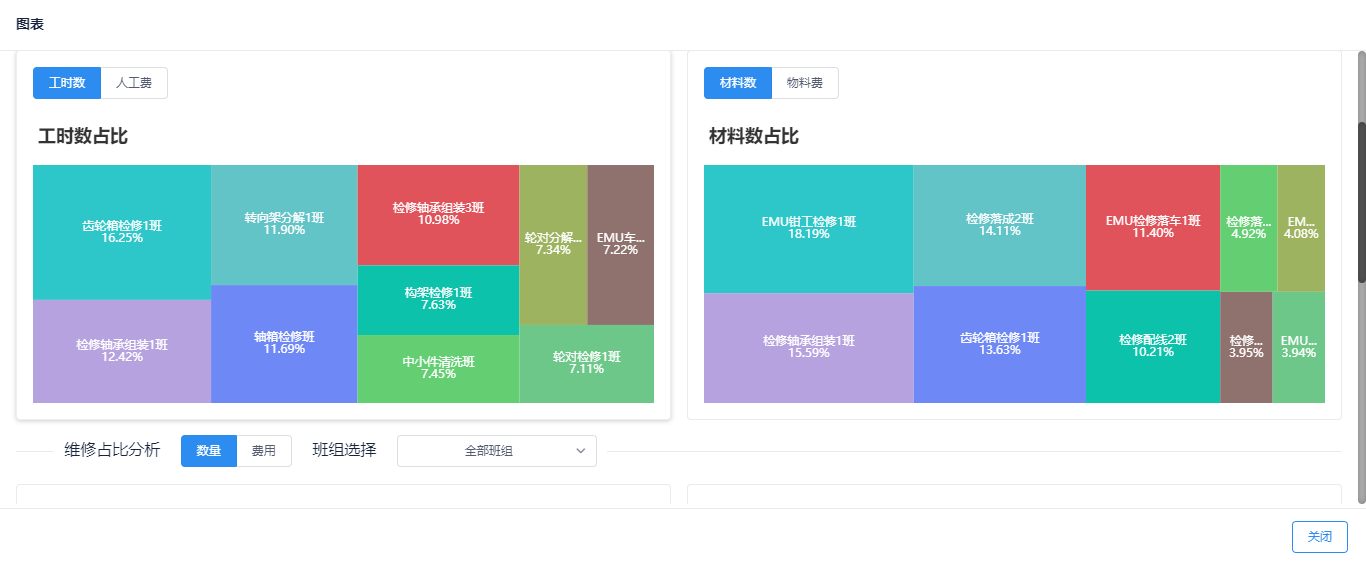 图表
工时数 人工费
工时数占比
齿轮箱检修1班
16.25%
检修轴承组装1班
12.42%
转向架分解1班
11.90%
轴箱检修班
11.69%
检修轴承组装3班
10.98%
构架检修1班
7.63%
中小件清洗班
7.45%
轮对分解...
7.34%
EMU车...
7.22%
轮对检修1班
7.11%
材料数 物料费
材料数占比
EMU钳工检修1班
18.19%
检修轴承组装1班
15.59%
检修落成2班
14.11%
齿轮箱检修1班
13.63%
EMU检修落车1班
11.40%
检修配线2班
10.21%
检修落...
4.92%
EM...
4.08%
检修...
3.95%
EMU...
3.94%
维修占比分析 数量 费用 班组选择 全部班组
关闭